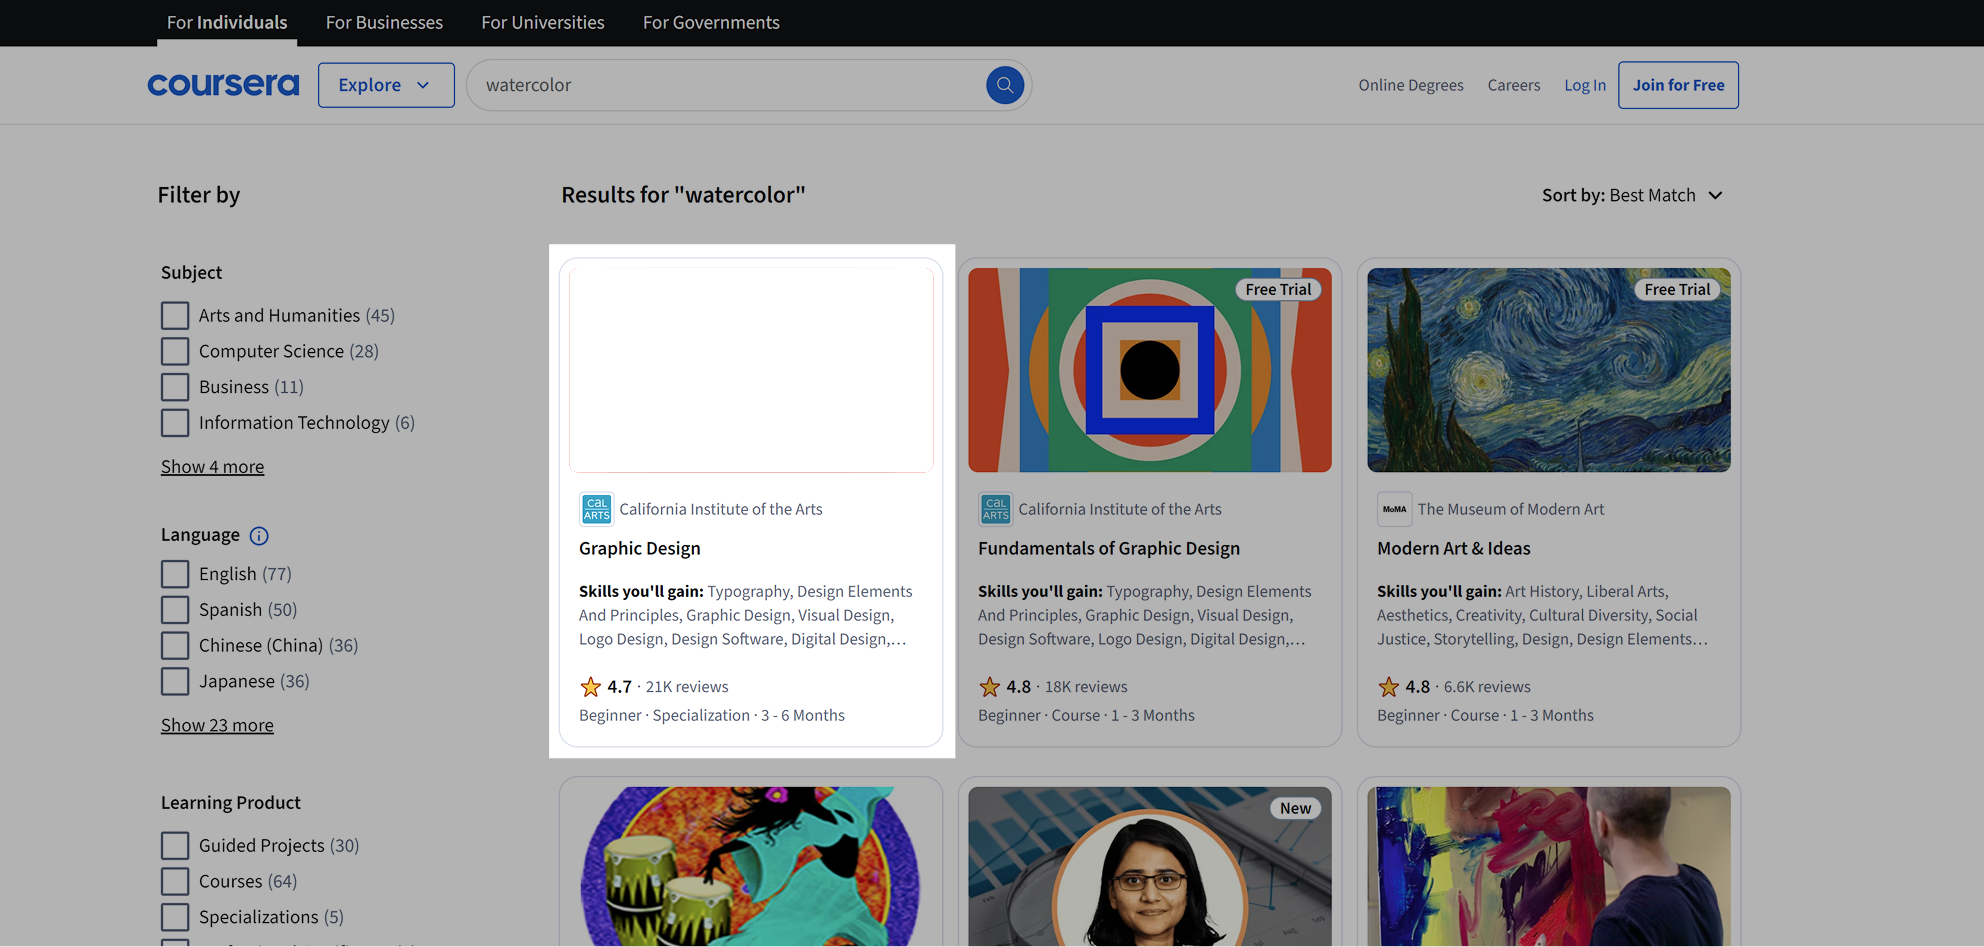 For Individuals
For Businesses
For Universities
For Governments
coursera
Explore
watercolor
Online Degrees
Careers
Log In
Join for Free
Filter by
Results for "watercolor"
Sort by: Best Match
Subject
Arts and Humanities (45)
Computer Science (28)
Business (11)
Information Technology (6)
Show 4 more
Language
English (77)
Spanish (50)
Chinese (China) (36)
Japanese (36)
Show 23 more
Learning Product
Guided Projects (30)
Courses (64)
Specializations (5)
CAL
ARTS
California Institute of the Arts
Graphic Design
Skills you'll gain: Typography, Design Elements
And Principles, Graphic Design, Visual Design,
Logo Design, Design Software, Digital Design,…
4.7 · 21K reviews
Beginner · Specialization · 3 - 6 Months
Free Trial
CAL
ARTS
California Institute of the Arts
Fundamentals of Graphic Design
Skills you'll gain: Typography, Design Elements
And Principles, Graphic Design, Visual Design,
Design Software, Logo Design, Digital Design,…
4.8 · 18K reviews
Beginner · Course · 1 - 3 Months
Free Trial
MoMA
The Museum of Modern Art
Modern Art & Ideas
Skills you'll gain: Art History, Liberal Arts,
Aesthetics, Creativity, Cultural Diversity, Social
Justice, Storytelling, Design, Design Elements…
4.8 · 6.6K reviews
Beginner · Course · 1 - 3 Months
New